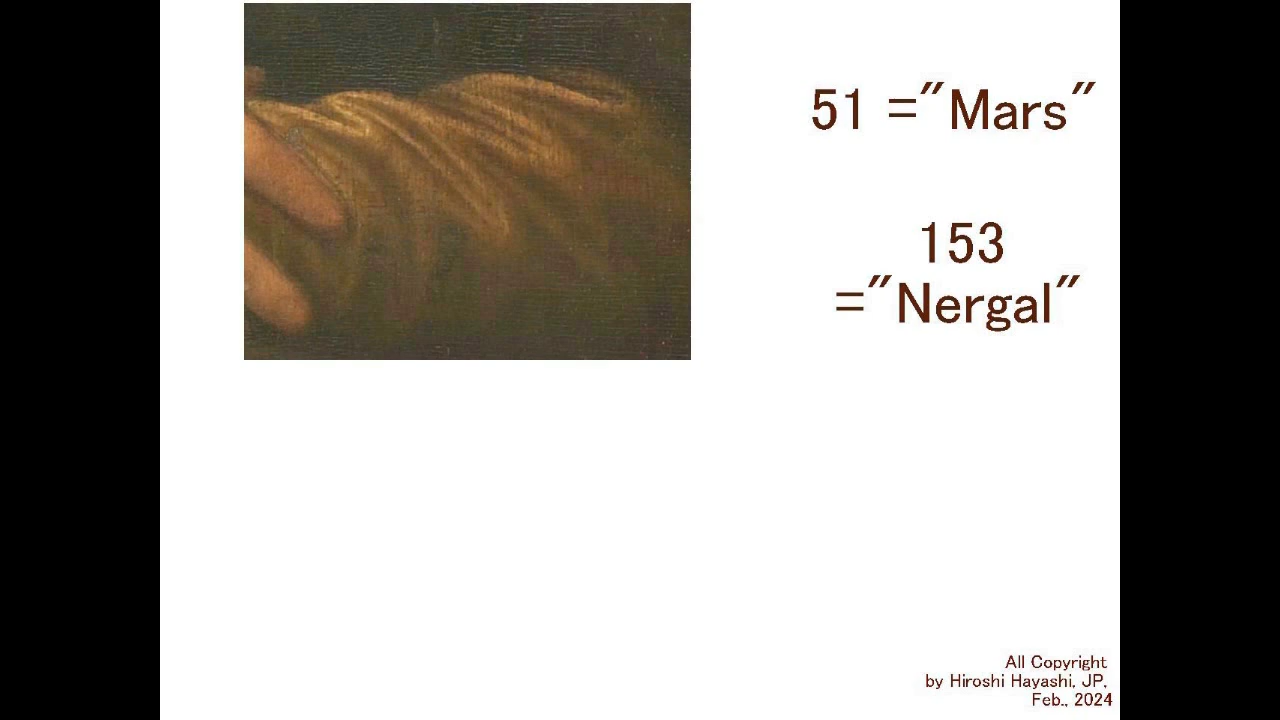 51 ="Mars"
153
="Nergal"
All Copyright
by Hiroshi Hayashi, JP,
Feb., 2024